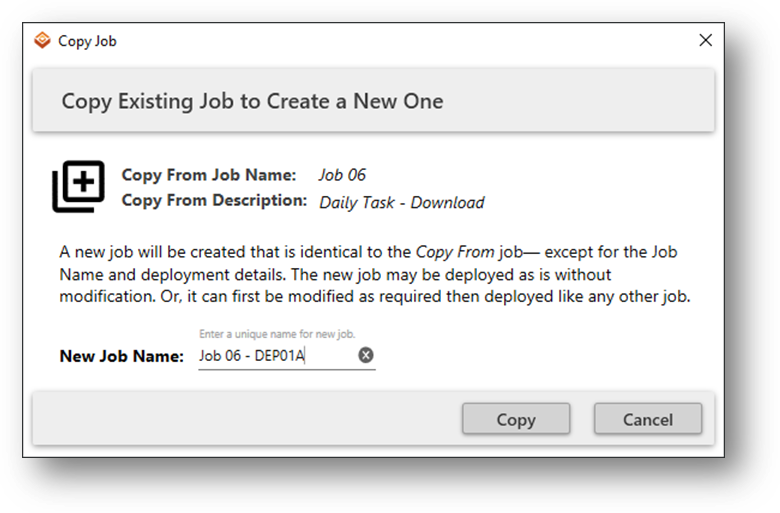 Copy Job
Copy Existing Job to Create a New One
Copy From Job Name: Job 06
Copy From Description: Daily Task - Download
A new job will be created that is identical to the Copy From job— except for the Job
Name and deployment details. The new job may be deployed as is without
modification. Or, it can first be modified as required then deployed like any other job.
Enter a unique name for new job.
New Job Name: Job 06 - DEP01A
Copy Cancel